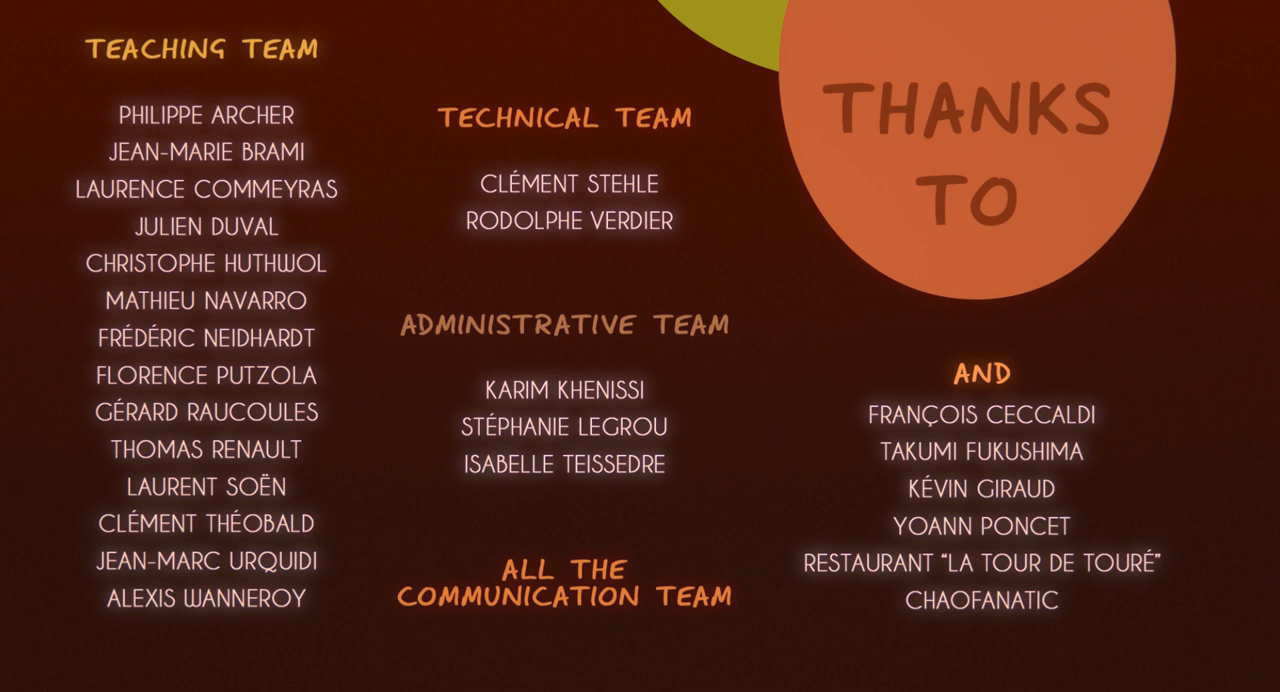 TEACHING TEAM
PHILIPPE ARCHER
JEAN-MARIE BRAMI
LAURENCE COMMEYRAS
JULIEN DUVAL
CHRISTOPHE HUTHWOL
MATHIEU NAVARRO
FRÉDÉRIC NEIDHARDT
FLORENCE PUTZOLA
GÉRARD RAUCOULES
THOMAS RENAULT
LAURENT SOËN
CLÉMENT THÉOBALD
JEAN-MARC URQUIDI
ALEXIS WANNEROY
TECHNICAL TEAM
CLÉMENT STEHLE
RODOLPHE VERDIER
ADMINISTRATIVE TEAM
KARIM KHENISSI
STÉPHANIE LEGROU
ISABELLE TEISSEDRE
ALL THE
COMMUNICATION TEAM
THANKS
TO
AND
FRANÇOIS CECCALDI
TAKUMI FUKUSHIMA
KÉVIN GIRAUD
YOANN PONCET
RESTAURANT “LA TOUR DE TOURÉ”
CHAOFANATIC